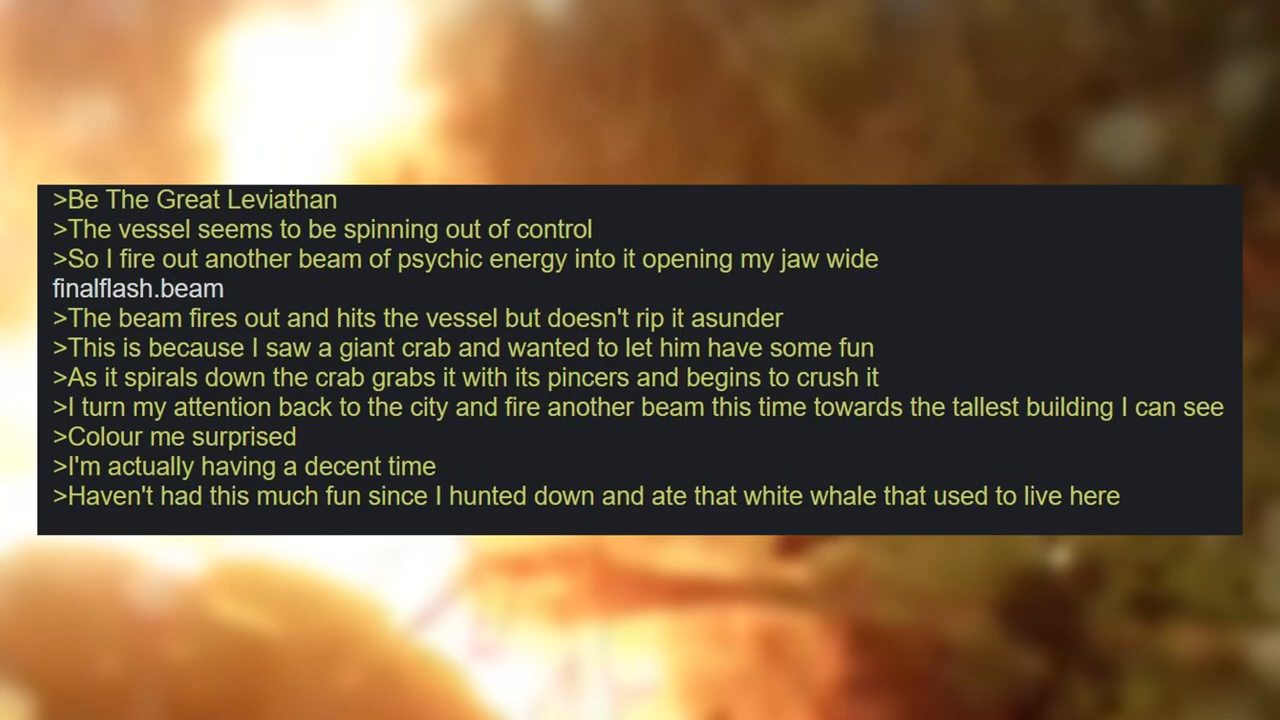 >Be The Great Leviathan
>The vessel seems to be spinning out of control
>So I fire out another beam of psychic energy into it opening my jaw wide
finalflash.beam
>The beam fires out and hits the vessel but doesn't rip it asunder
>This is because I saw a giant crab and wanted to let him have some fun
>As it spirals down the crab grabs it with its pincers and begins to crush it
>I turn my attention back to the city and fire another beam this time towards the tallest building I can see
>Colour me surprised
>I'm actually having a decent time
>Haven't had this much fun since I hunted down and ate that white whale that used to live here